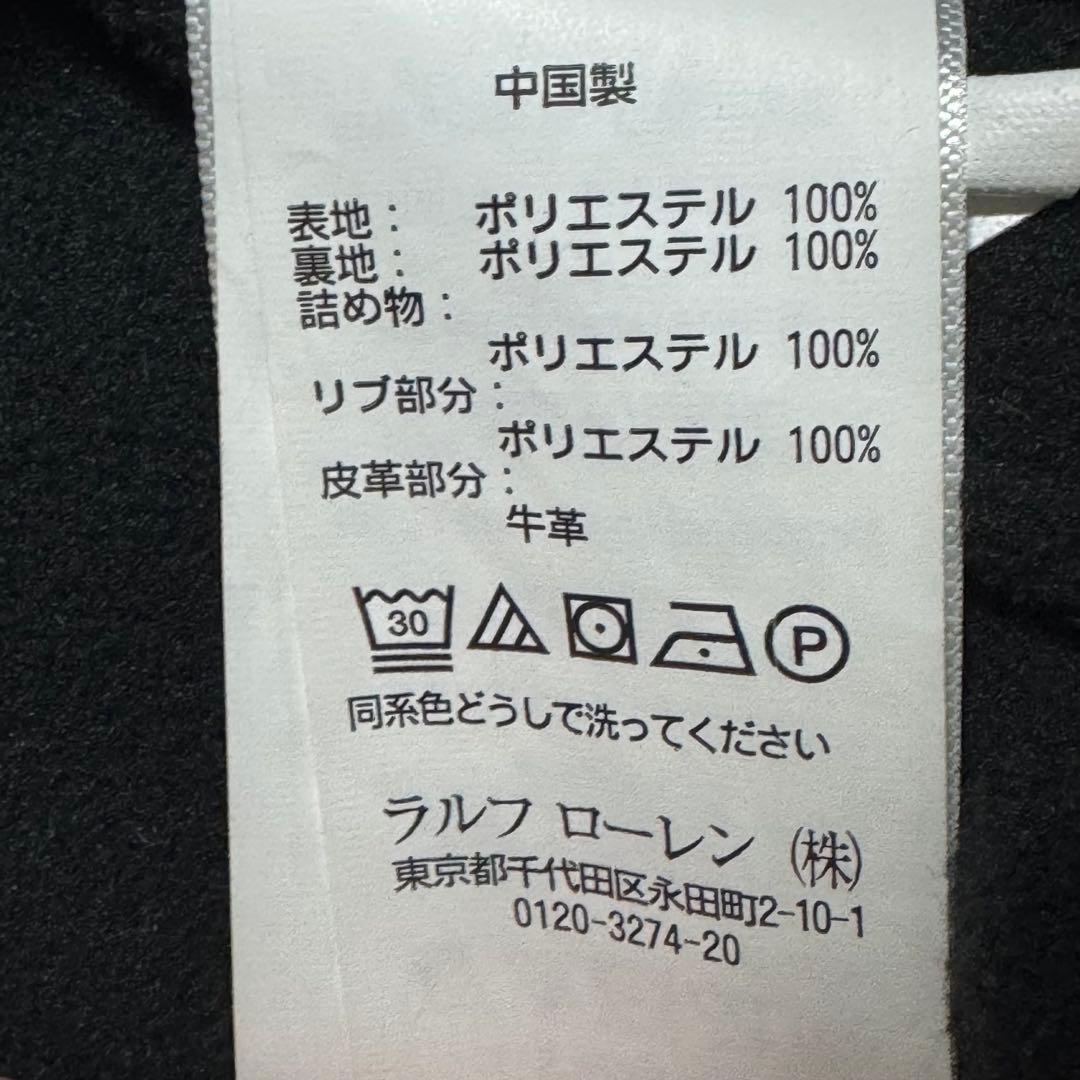 中国製
表地： ポリエステル 100%
裏地： ポリエステル 100%
詰め物：
ポリエステル 100%
リブ部分：
ポリエステル 100%
皮革部分：
牛革
30 P
同系色どうしで洗ってください
ラルフ ローレン (株)
東京都千代田区永田町2-10-1
0120-3274-20